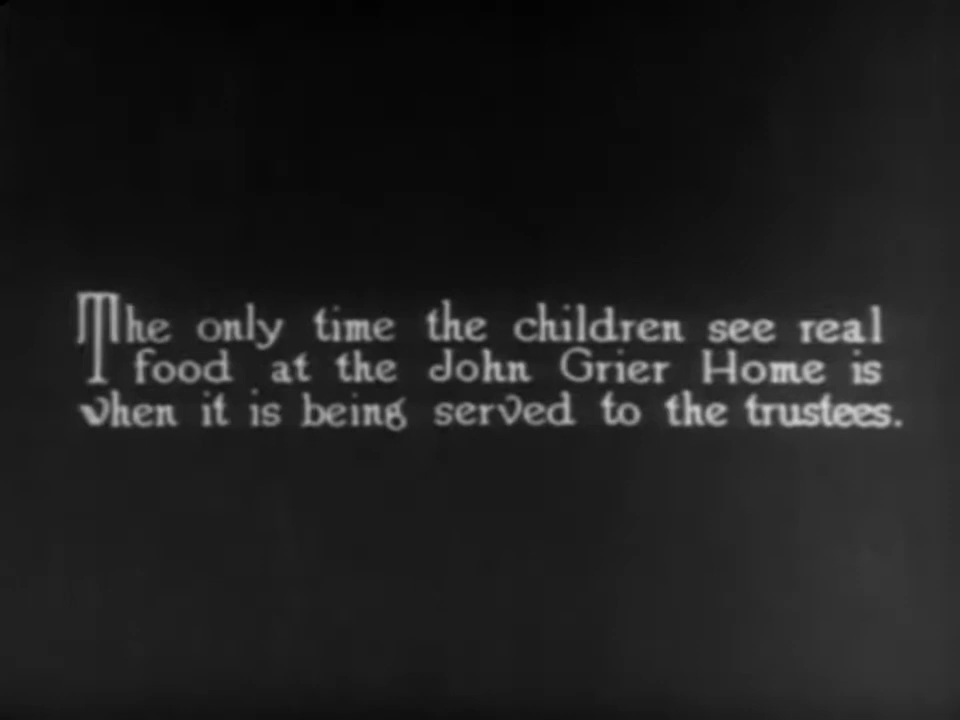 The only time the children see real
food at the John Grier Home is
when it is being served to the trustees.